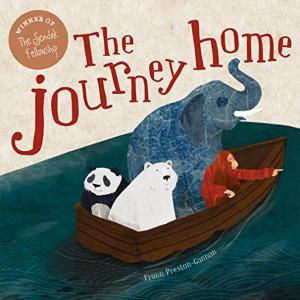 WINNER OF
The Sendak
Fellowship
The
journey home
Frann Preston-Gannon